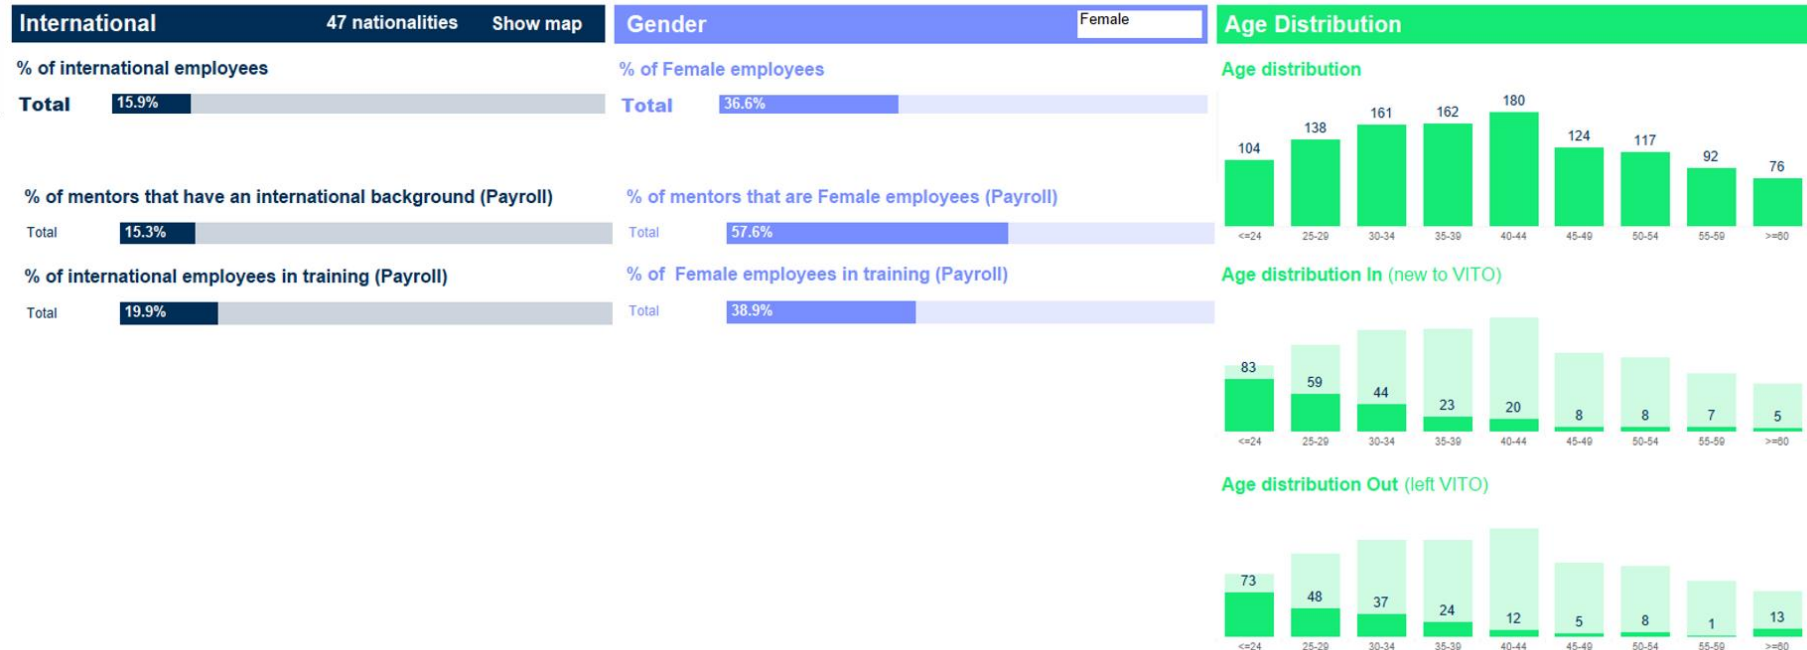 International 47 nationalities Show map
% of international employees
Total 15.9%
% of mentors that have an international background (Payroll)
Total 15.3%
% of international employees in training (Payroll)
Total 19.9%
Gender Female
% of Female employees
Total 36.6%
% of mentors that are Female employees (Payroll)
Total 57.6%
% of Female employees in training (Payroll)
Total 38.9%
Age Distribution
Age distribution
104 138 161 162 180 124 117 92 76
<=24 25-29 30-34 35-39 40-44 45-49 50-54 55-59 >=60
Age distribution In (new to VITO)
83 59 44 23 20 8 8 7 5
<=24 25-29 30-34 35-39 40-44 45-49 50-54 55-59 >=60
Age distribution Out (left VITO)
73 48 37 24 12 5 8 1 13
<=24 25-29 30-34 35-39 40-44 45-49 50-54 55-59 >=60